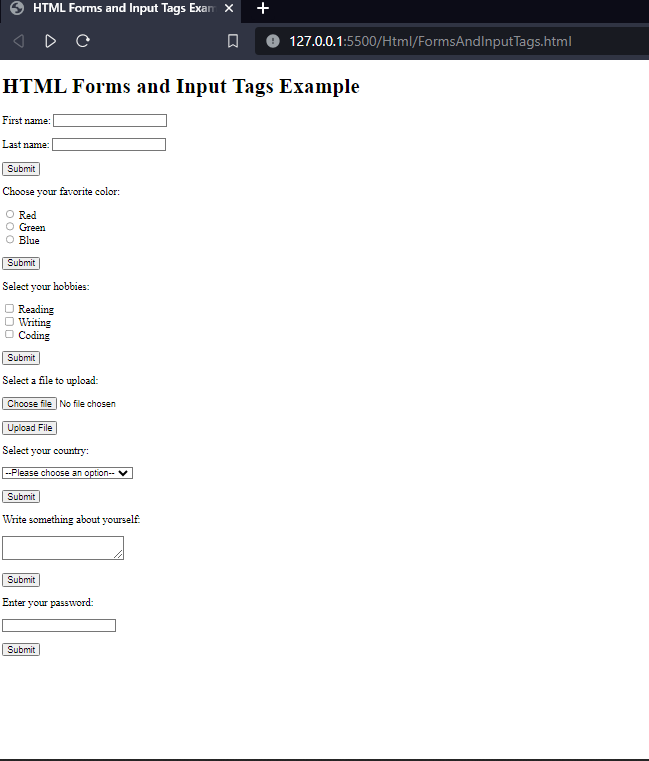 HTML Forms and Input Tags Exam
127.0.0.1:5500/Html/FormsAndInputTags.html
HTML Forms and Input Tags Example
First name:
Last name:
Submit
Choose your favorite color:
Red
Green
Blue
Submit
Select your hobbies:
Reading
Writing
Coding
Submit
Select a file to upload:
Choose file No file chosen
Upload File
Select your country:
--Please choose an option--
Submit
Write something about yourself:
Submit
Enter your password:
Submit